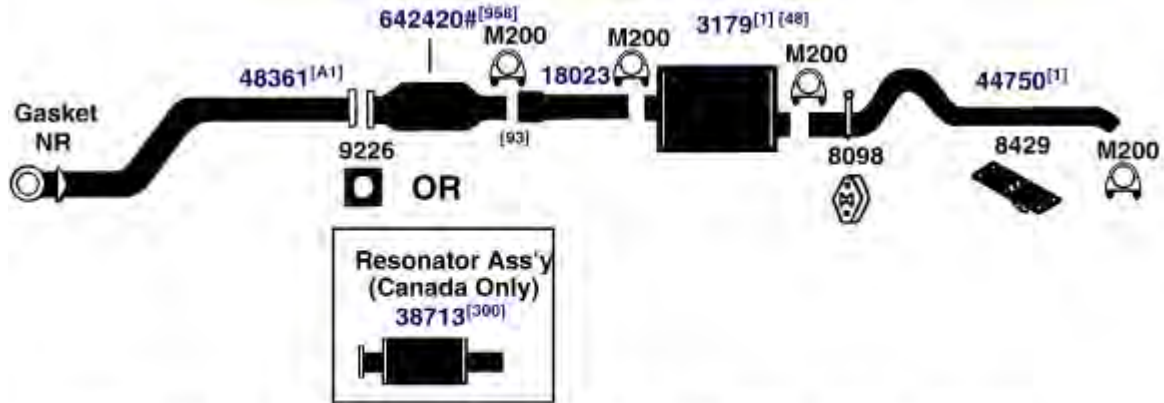 642420#[958]
M200
M200
3179[1] [48]
M200
48361[A1]
18023
44750[1]
Gasket
NR
[93]
9226
8098
8429
M200
OR
Resonator Ass'y
(Canada Only)
38713[300]